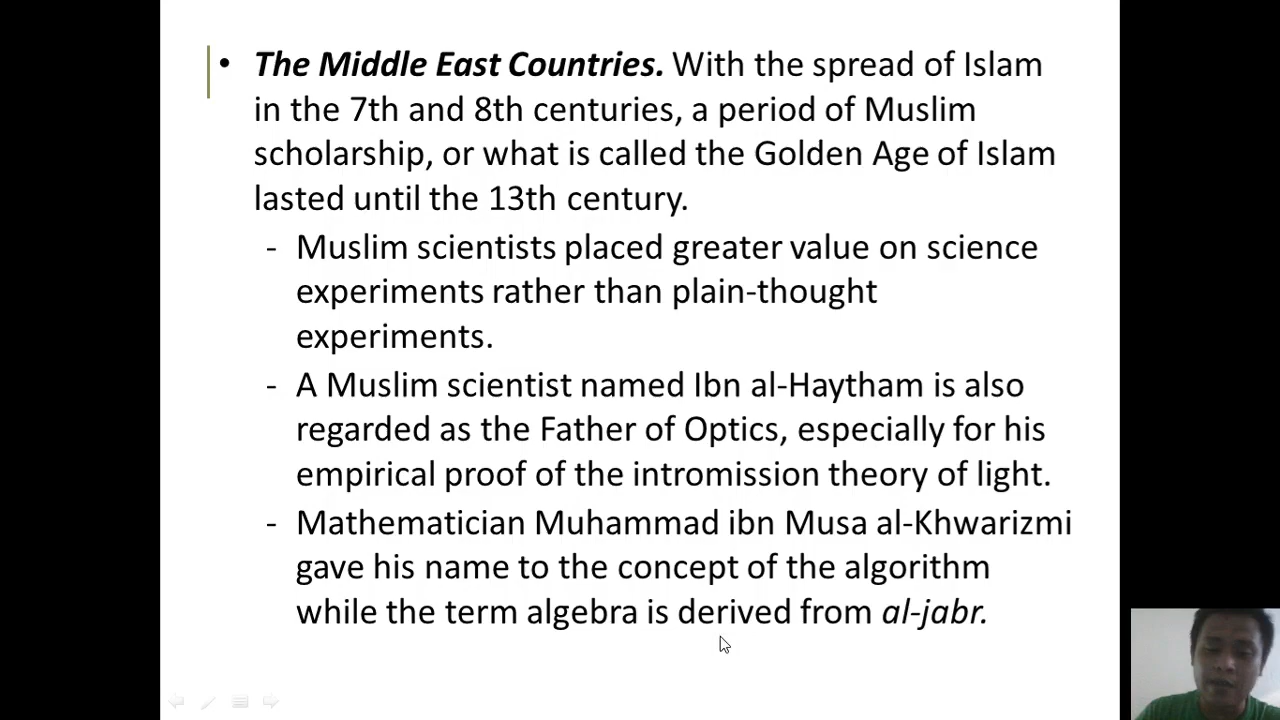 • The Middle East Countries. With the spread of Islam
in the 7th and 8th centuries, a period of Muslim
scholarship, or what is called the Golden Age of Islam
lasted until the 13th century.
- Muslim scientists placed greater value on science
experiments rather than plain-thought
experiments.
- A Muslim scientist named Ibn al-Haytham is also
regarded as the Father of Optics, especially for his
empirical proof of the intromission theory of light.
- Mathematician Muhammad ibn Musa al-Khwarizmi
gave his name to the concept of the algorithm
while the term algebra is derived from al-jabr.